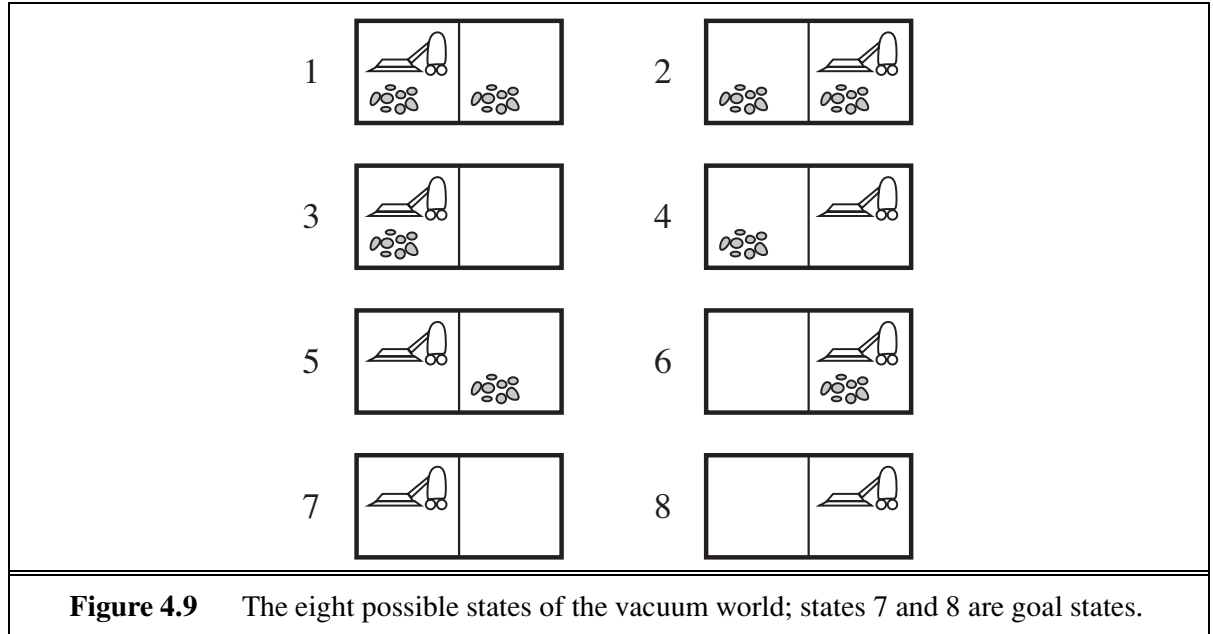 1 2
3 4
5 6
7 8
Figure 4.9 The eight possible states of the vacuum world; states 7 and 8 are goal states.